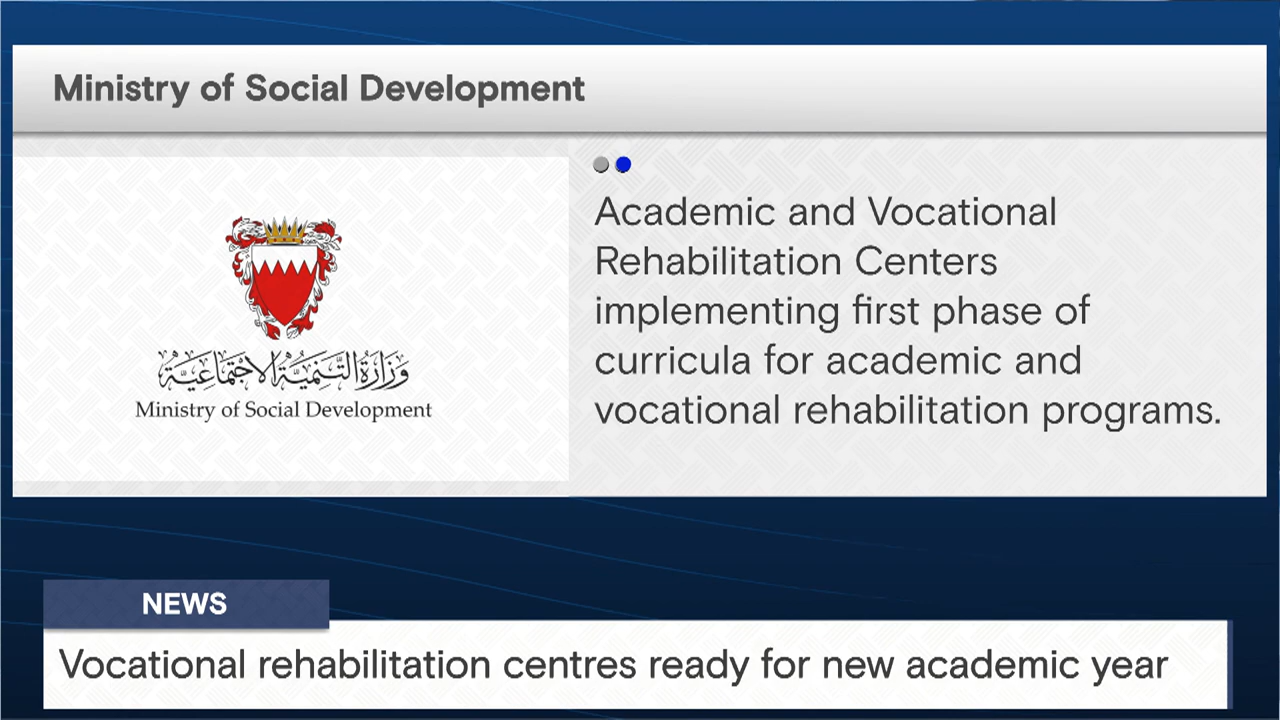 Ministry of Social Development
Academic and Vocational
Rehabilitation Centers
implementing first phase of
curricula for academic and
vocational rehabilitation programs.
وزارة التنمية الاجتماعية
Ministry of Social Development
NEWS
Vocational rehabilitation centres ready for new academic year